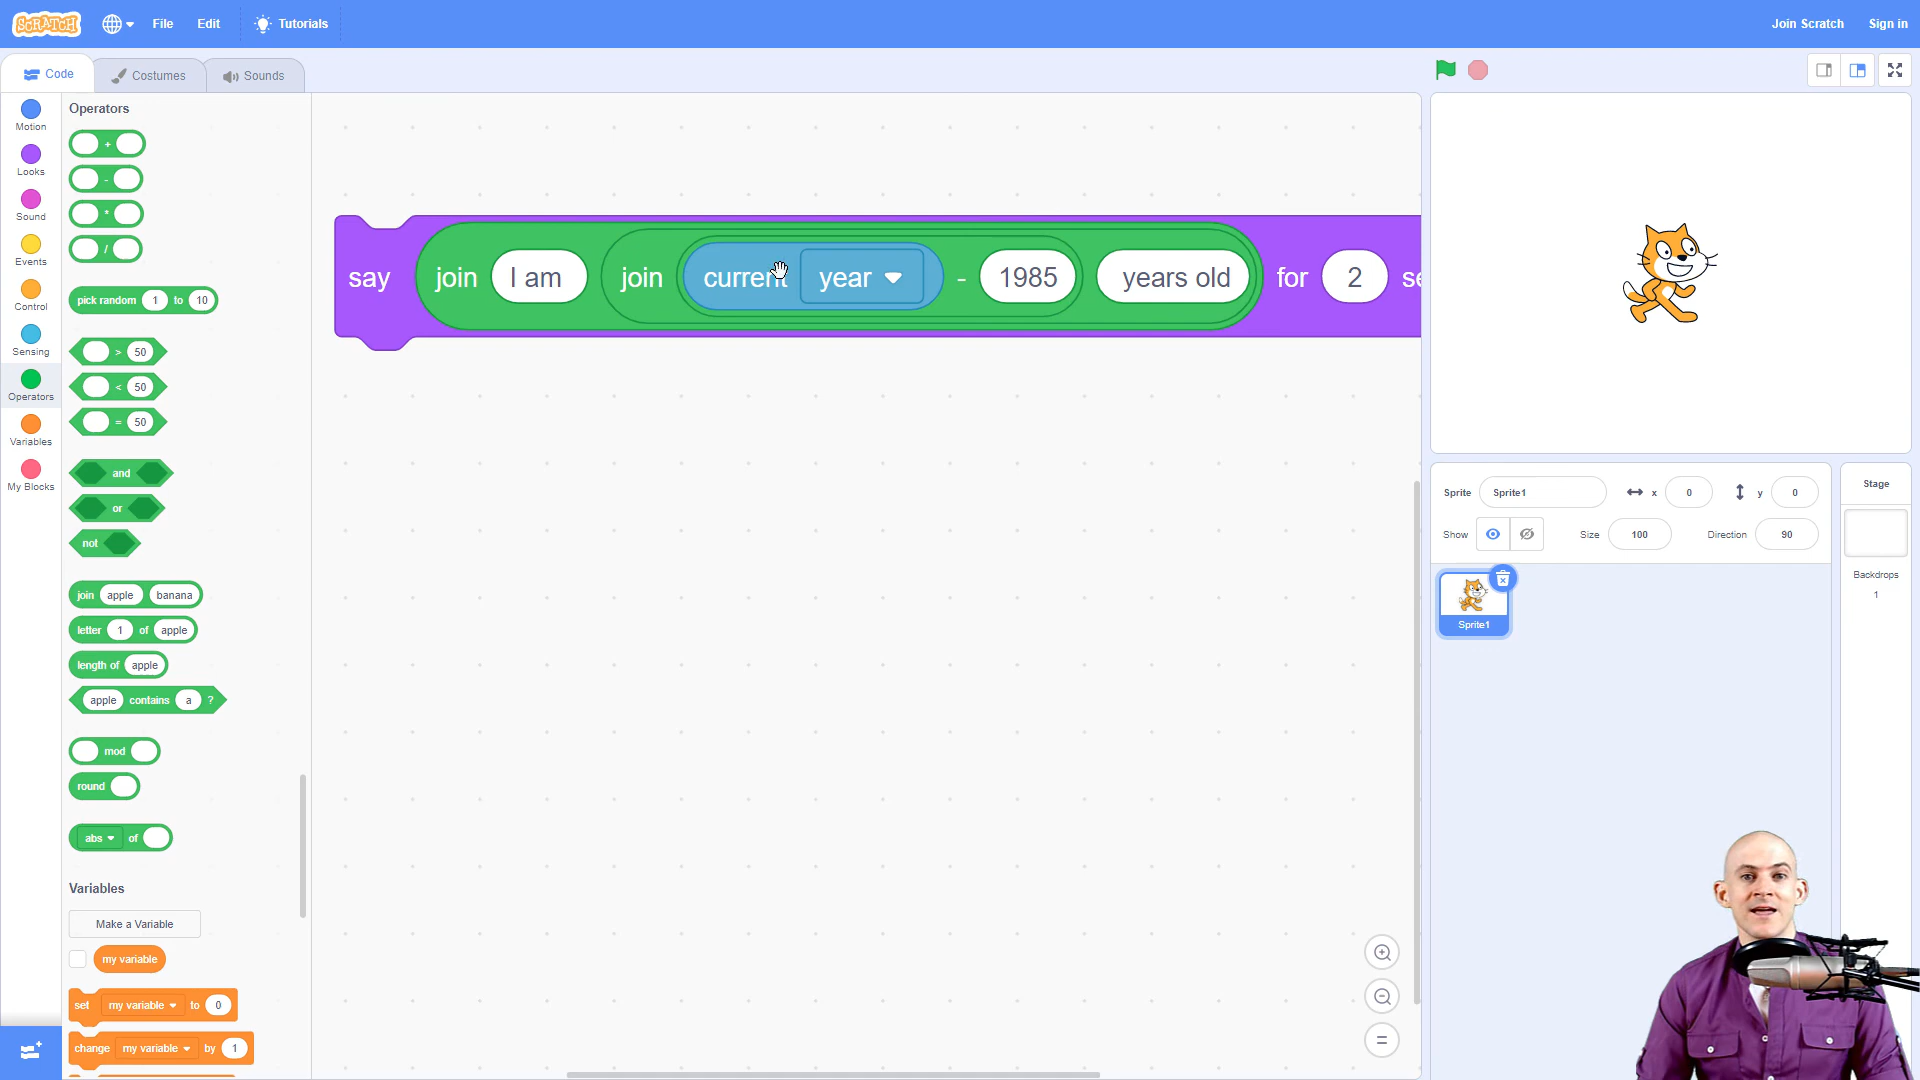 SCRATCH File Edit Tutorials Join Scratch Sign in
Code Costumes Sounds
Motion
Looks
Sound
Events
Control
Sensing
Operators
Variables
My Blocks
Operators
+
-
*
/
pick random 1 to 10
> 50
< 50
= 50
and
or
not
join apple banana
letter 1 of apple
length of apple
apple contains a ?
mod
round
abs of
Variables
Make a Variable
my variable
set my variable to 0
change my variable by 1
say join I am join current year - 1985 years old for 2 se
Sprite Sprite1 x 0 y 0
Show Size 100 Direction 90
Sprite1
Stage
Backdrops
1